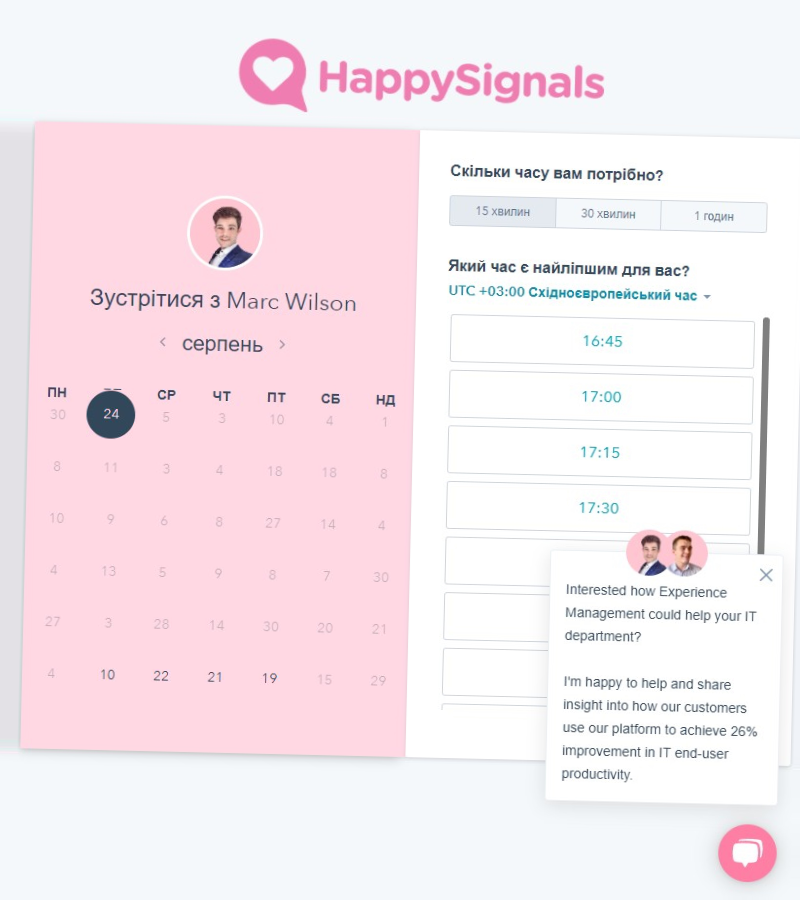 HappySignals
Зустрітися з Marc Wilson
серпень
ПН СР ЧТ ПТ СБ НД
30 24 5 3 10 4 1
8 11 3 4 18 18 8
10 9 6 8 27 14 4
4 13 5 9 8 7 30
27 3 28 14 30 20 21
4 10 22 21 19 15 29
Скільки часу вам потрібно?
15 хвилин 30 хвилин 1 годин
Який час є найліпшим для вас?
UTC +03:00 Східноєвропейський час
16:45
17:00
17:15
17:30
Interested how Experience
Management could help your IT
department?
I'm happy to help and share
insight into how our customers
use our platform to achieve 26%
improvement in IT end-user
productivity.